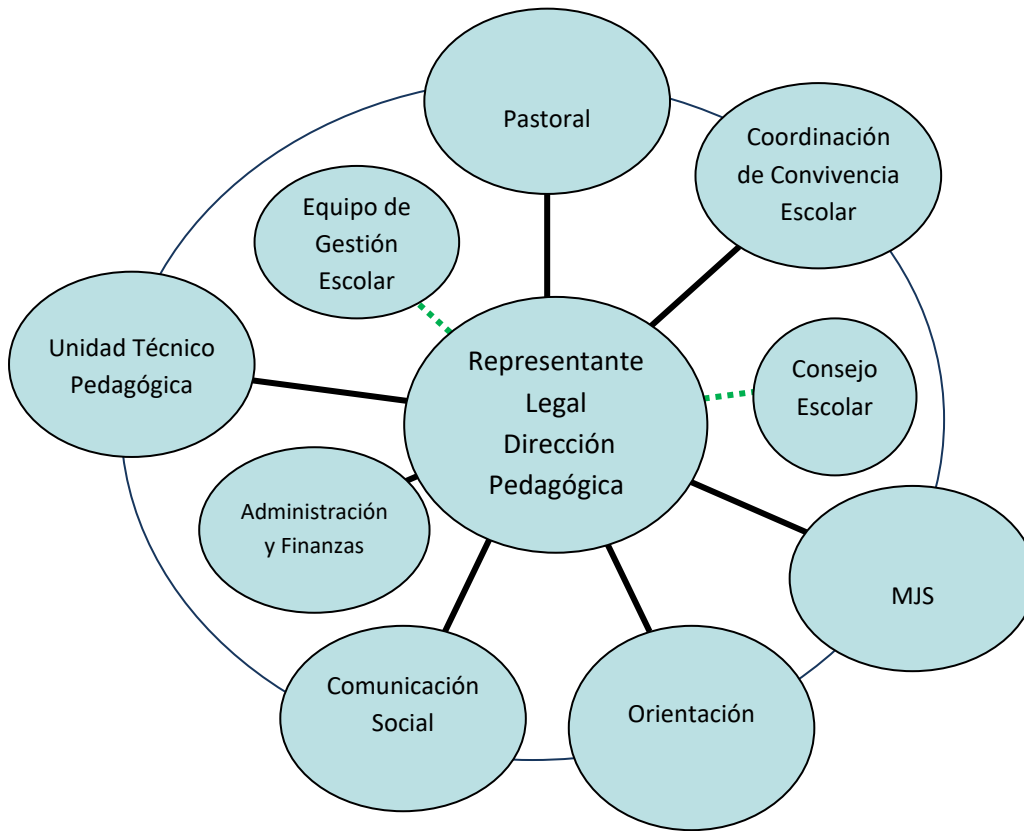 Pastoral
Coordinación
de Convivencia
Escolar
Equipo de
Gestión
Escolar
Unidad Técnico
Pedagógica
Representante
Legal
Dirección
Pedagógica
Consejo
Escolar
Administración
y Finanzas
MJS
Comunicación
Social
Orientación